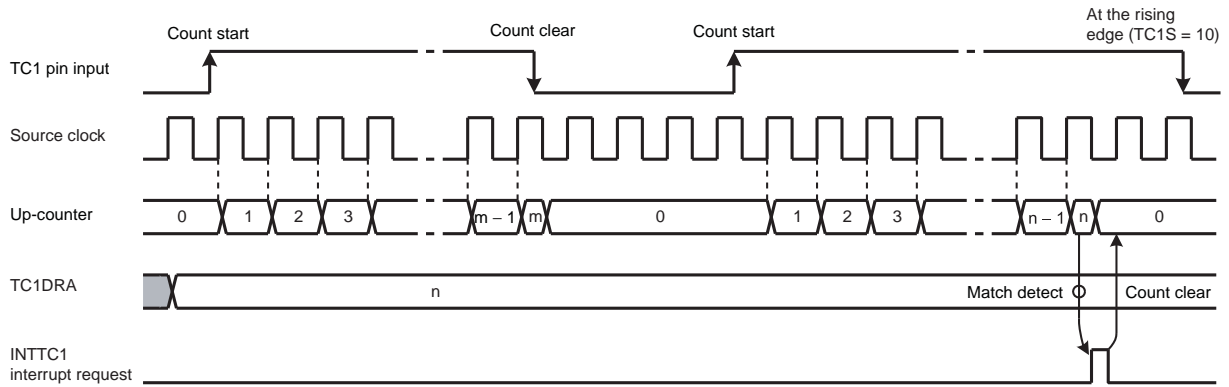 Count start
Count clear
Count start
At the rising
edge (TC1S = 10)
TC1 pin input
Source clock
Up-counter
0 1 2 3 m – 1 m 0 1 2 3 n – 1 n 0
TC1DRA
n
Match detect
Count clear
INTTC1
interrupt request